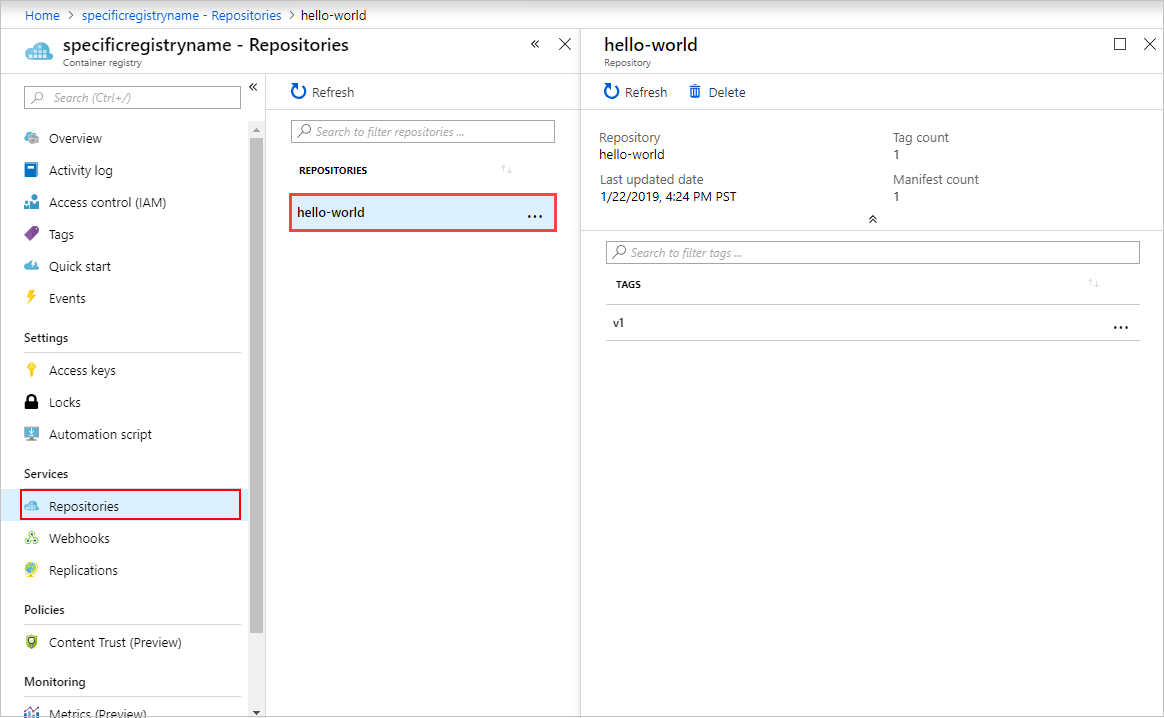 Home > specificregistryname - Repositories > hello-world
specificregistryname - Repositories
Container registry
Search (Ctrl+/)
Overview
Activity log
Access control (IAM)
Tags
Quick start
Events
Settings
Access keys
Locks
Automation script
Services
Repositories
Webhooks
Replications
Policies
Content Trust (Preview)
Monitoring
Metrics (Preview)
Refresh
Search to filter repositories ...
REPOSITORIES
hello-world
hello-world
Repository
Refresh
Delete
Repository
hello-world
Tag count
1
Last updated date
1/22/2019, 4:24 PM PST
Manifest count
1
Search to filter tags ...
TAGS
v1